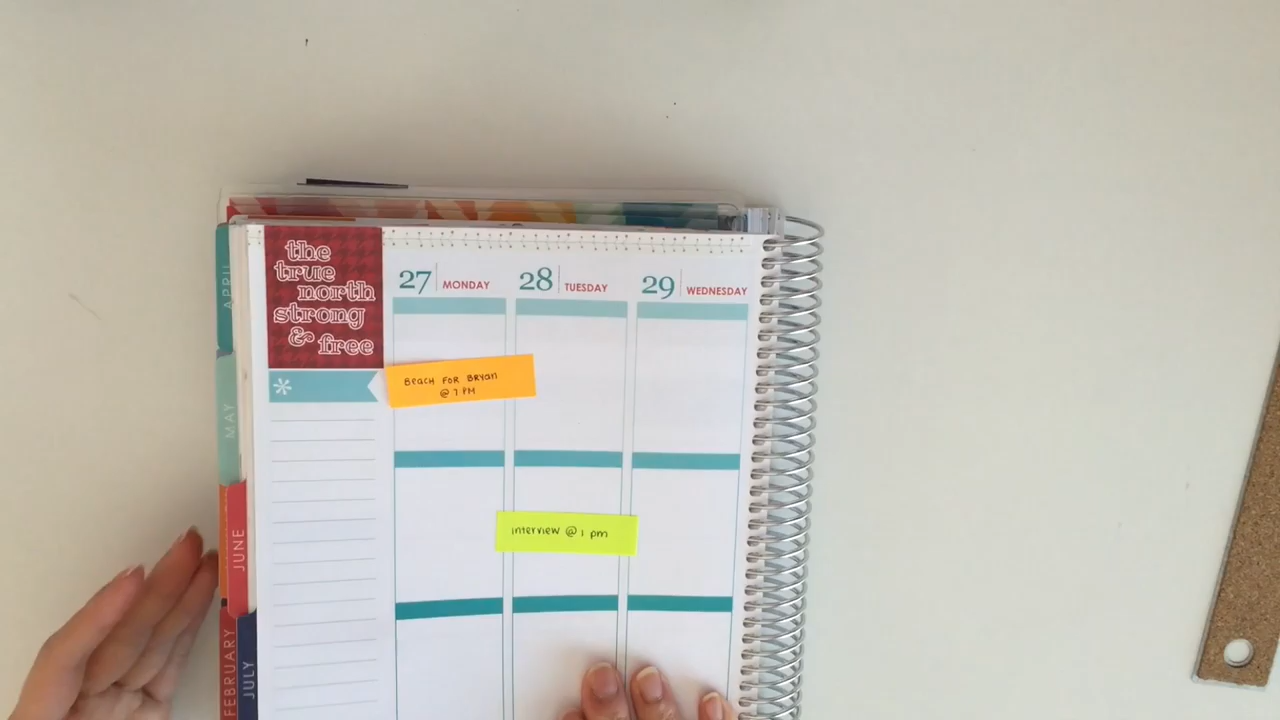 the
true
north
strong
& free
27 MONDAY
28 TUESDAY
29 WEDNESDAY
Beach for Bryan
@ 7 PM
interview @ 1 pm
APRIL
MAY
JUNE
FEBRUARY
JULY